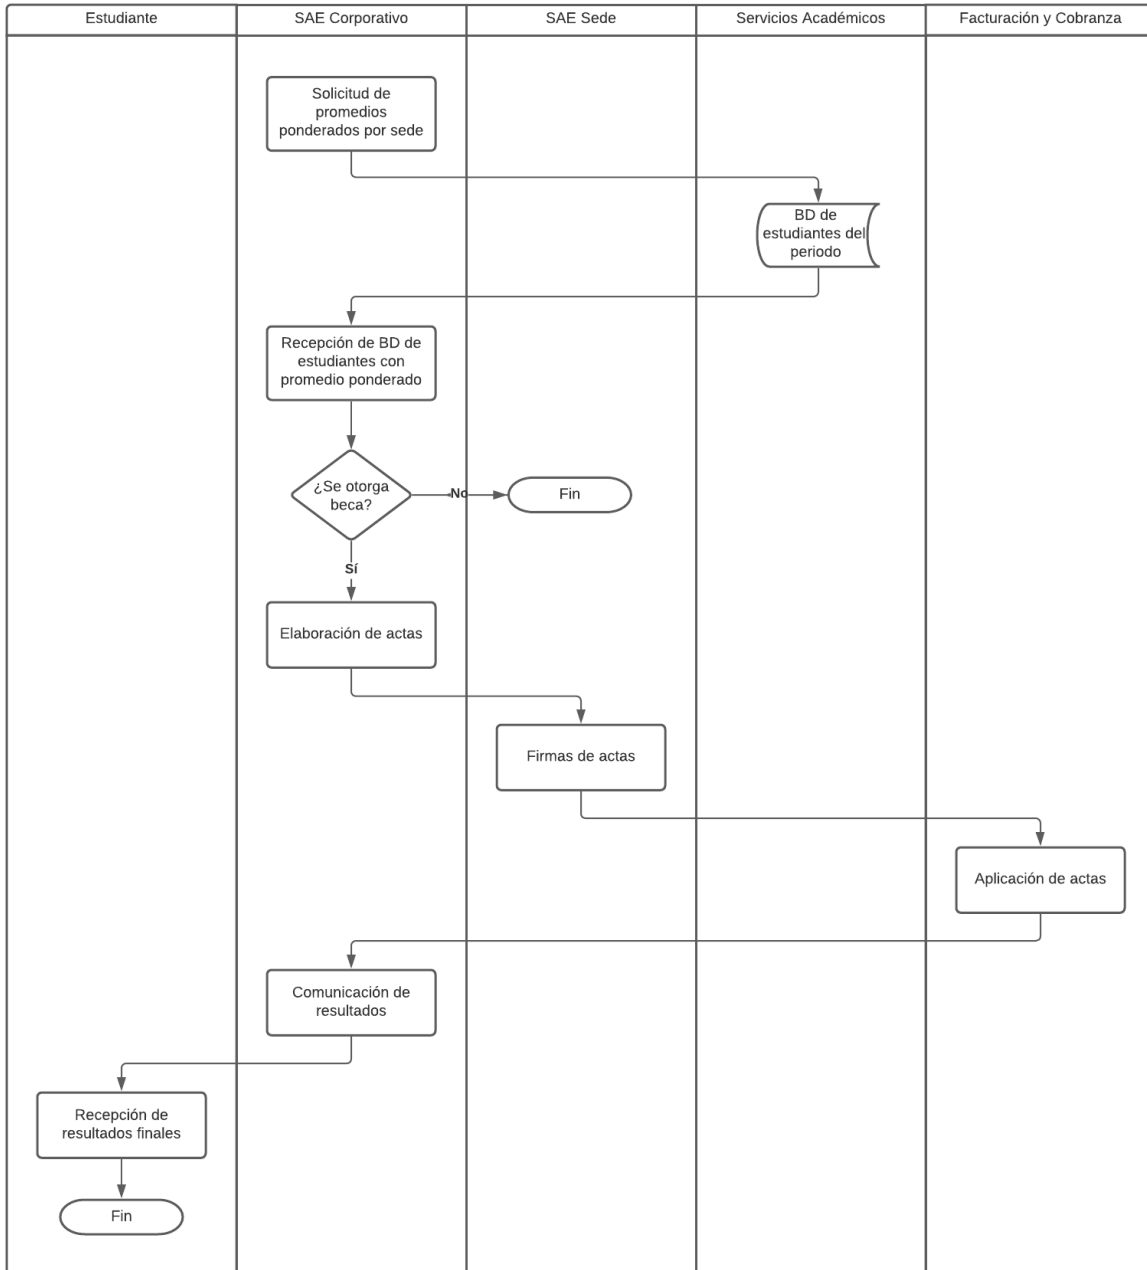 Estudiante
SAE Corporativo
SAE Sede
Servicios Académicos
Facturación y Cobranza
Solicitud de
promedios
ponderados por sede
BD de
estudiantes del
periodo
Recepción de BD de
estudiantes con
promedio ponderado
¿Se otorga
beca?
No
Fin
Sí
Elaboración de actas
Firmas de actas
Aplicación de actas
Comunicación de
resultados
Recepción de
resultados finales
Fin